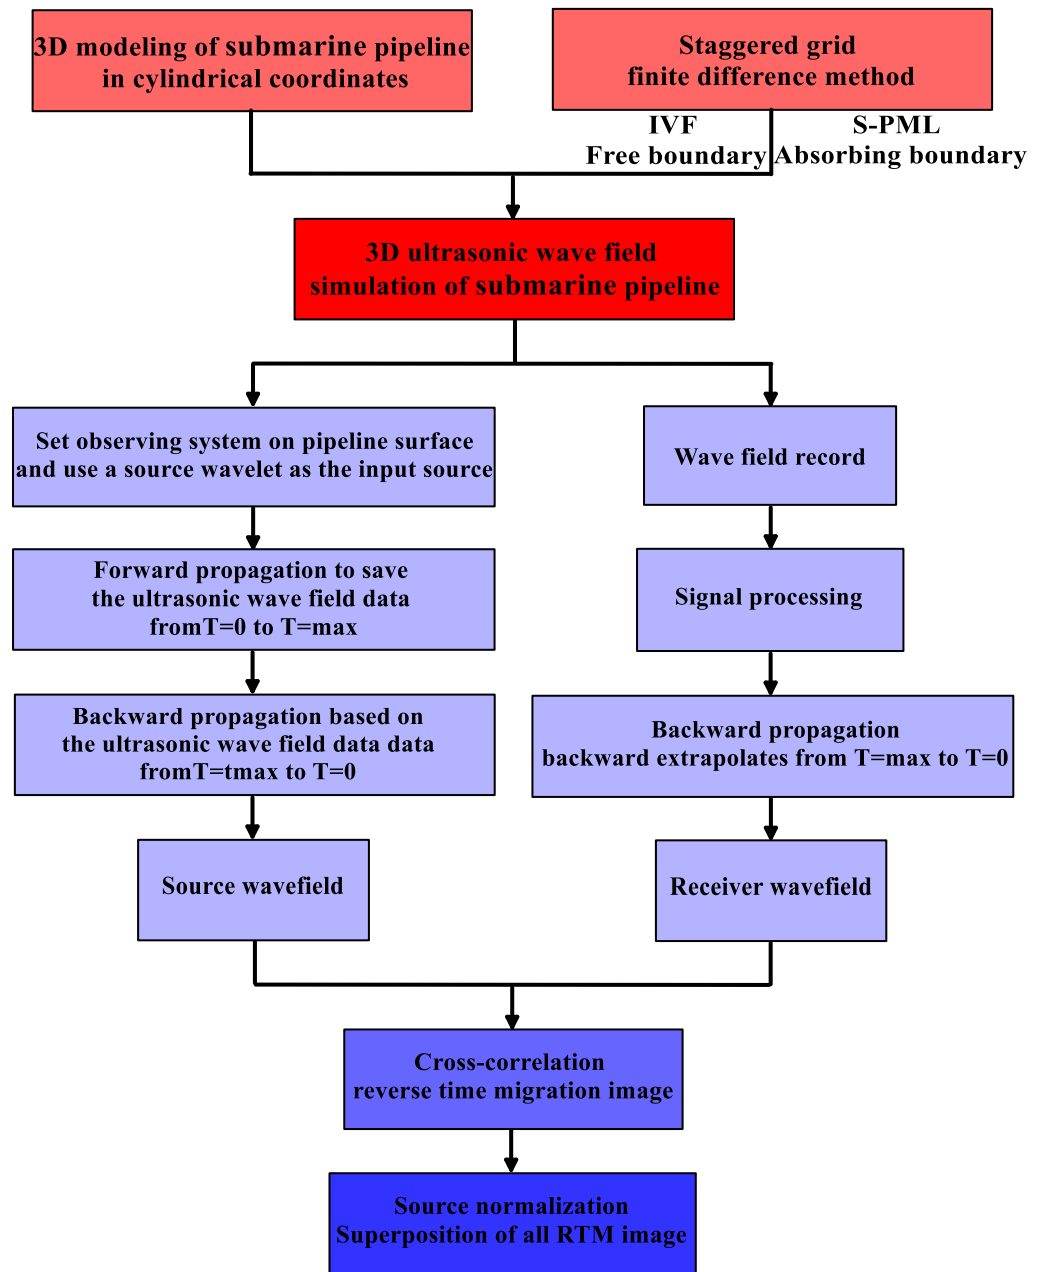 3D modeling of submarine pipeline
in cylindrical coordinates
Staggered grid
finite difference method
IVF
Free boundary
S-PML
Absorbing boundary
3D ultrasonic wave field
simulation of submarine pipeline
Set observing system on pipeline surface
and use a source wavelet as the input source
Wave field record
Forward propagation to save
the ultrasonic wave field data
fromT=0 to T=max
Signal processing
Backward propagation based on
the ultrasonic wave field data data
fromT=tmax to T=0
Backward propagation
backward extrapolates from T=max to T=0
Source wavefield
Receiver wavefield
Cross-correlation
reverse time migration image
Source normalization
Superposition of all RTM image